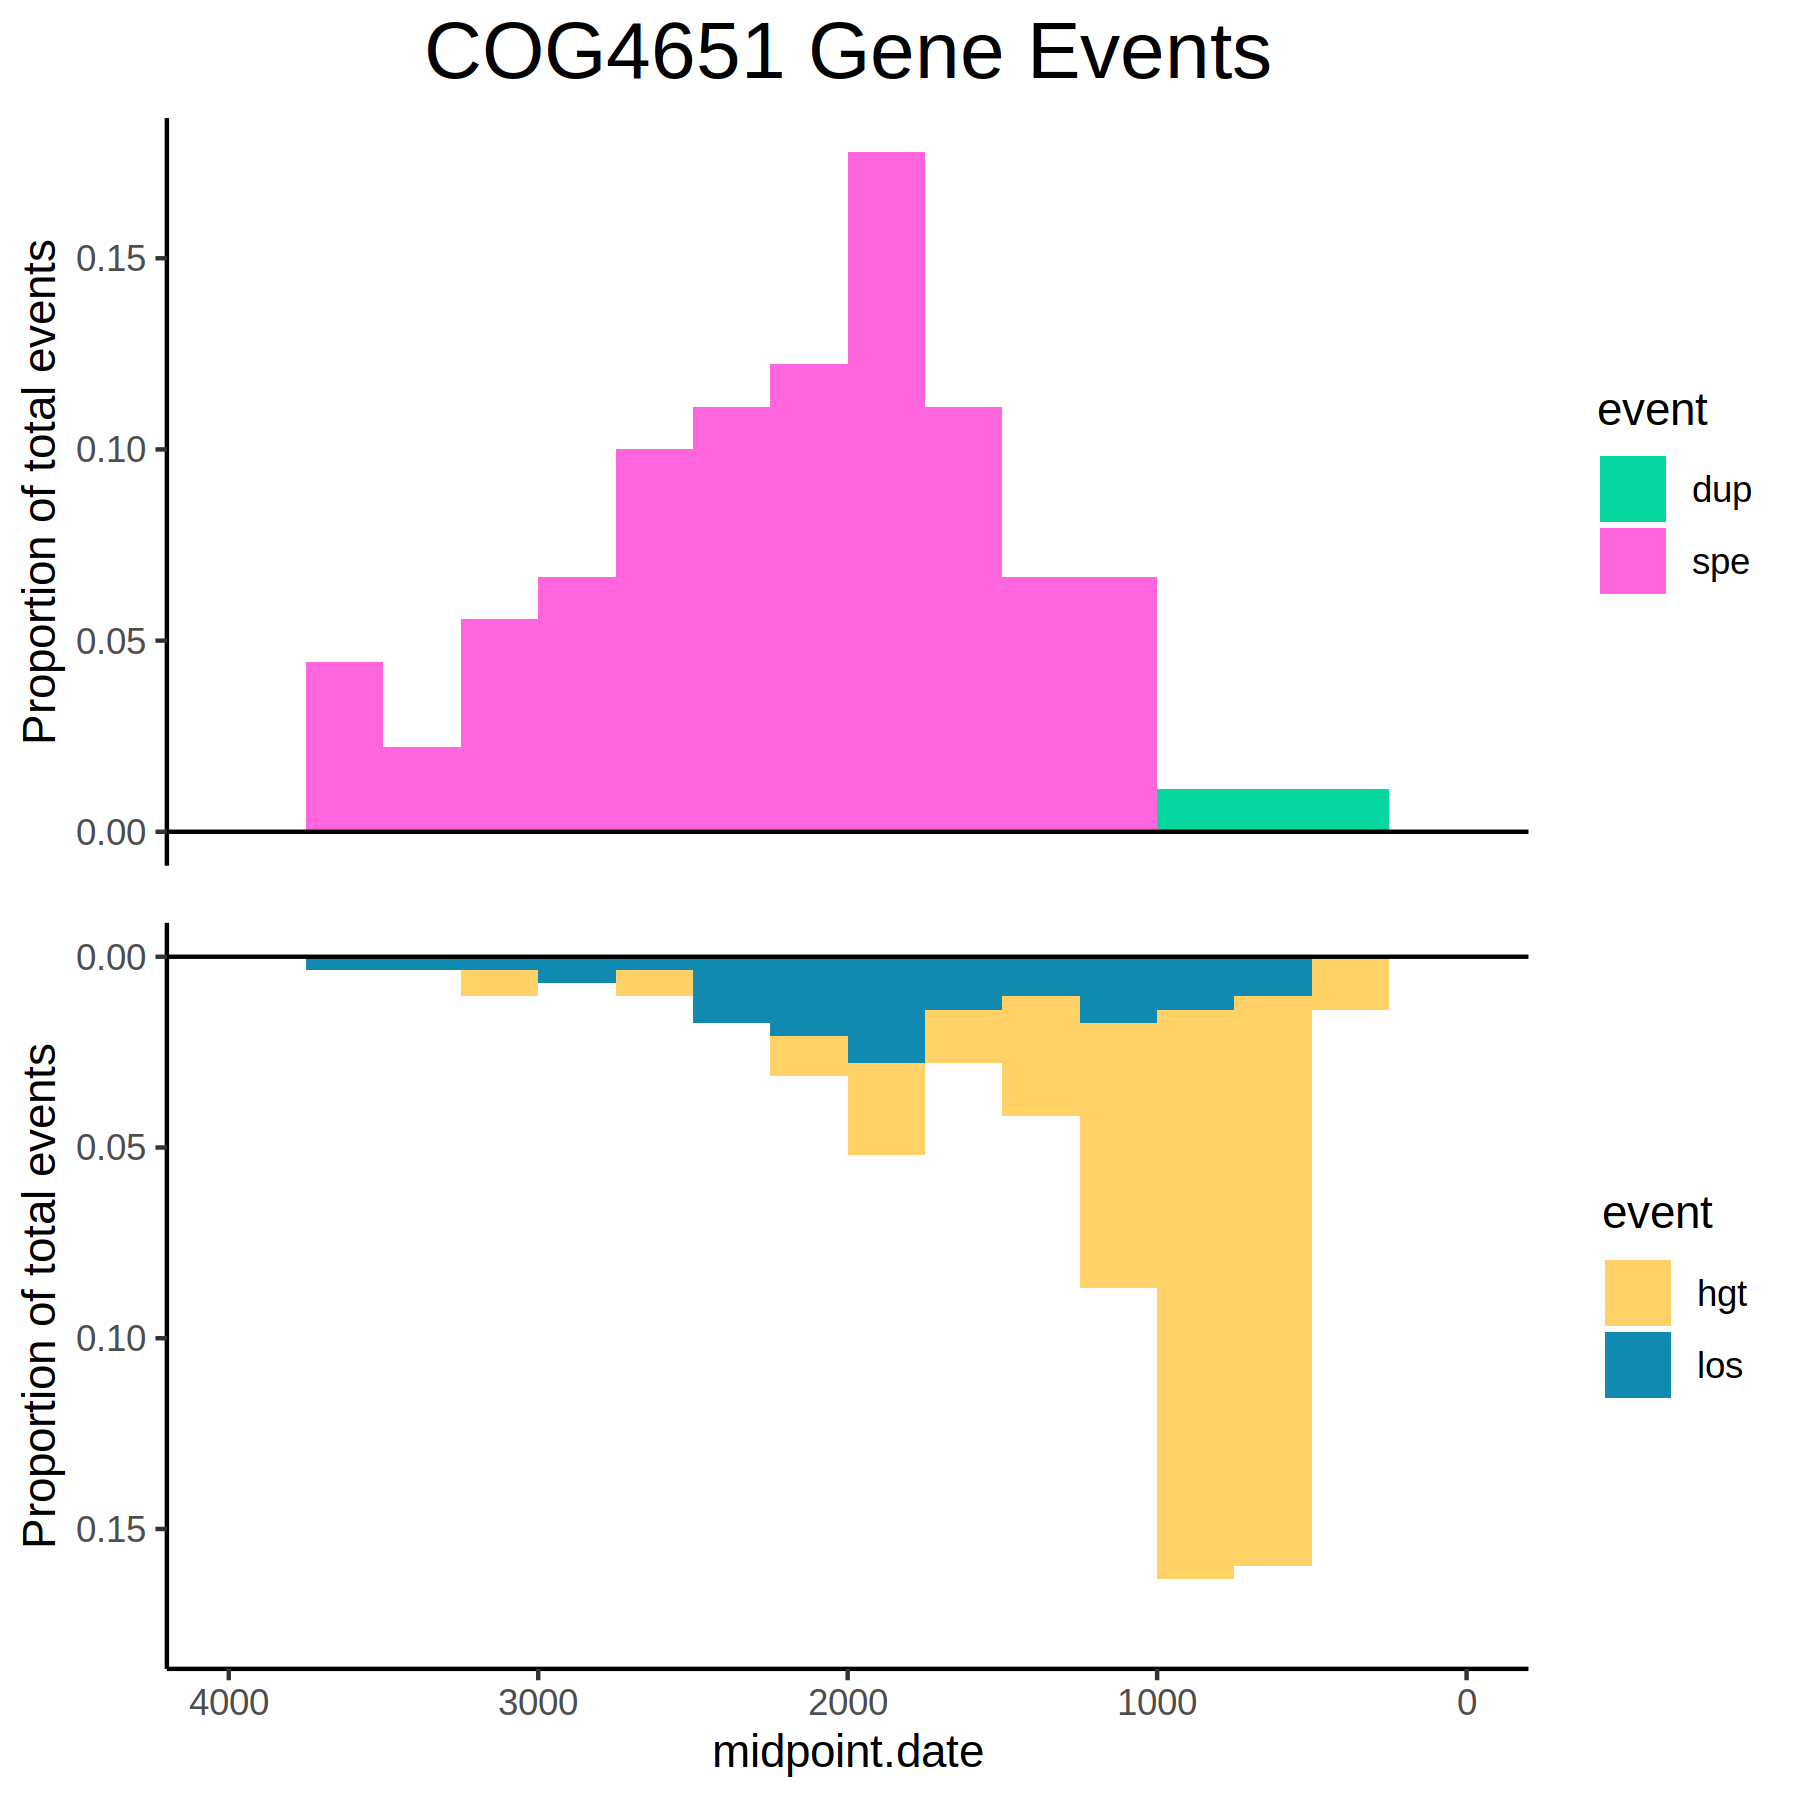 COG4651 Gene Events
Proportion of total events
0.15
0.10
0.05
0.00
event
dup
spe
Proportion of total events
0.00
0.05
0.10
0.15
event
hgt
los
4000 3000 2000 1000 0
midpoint.date